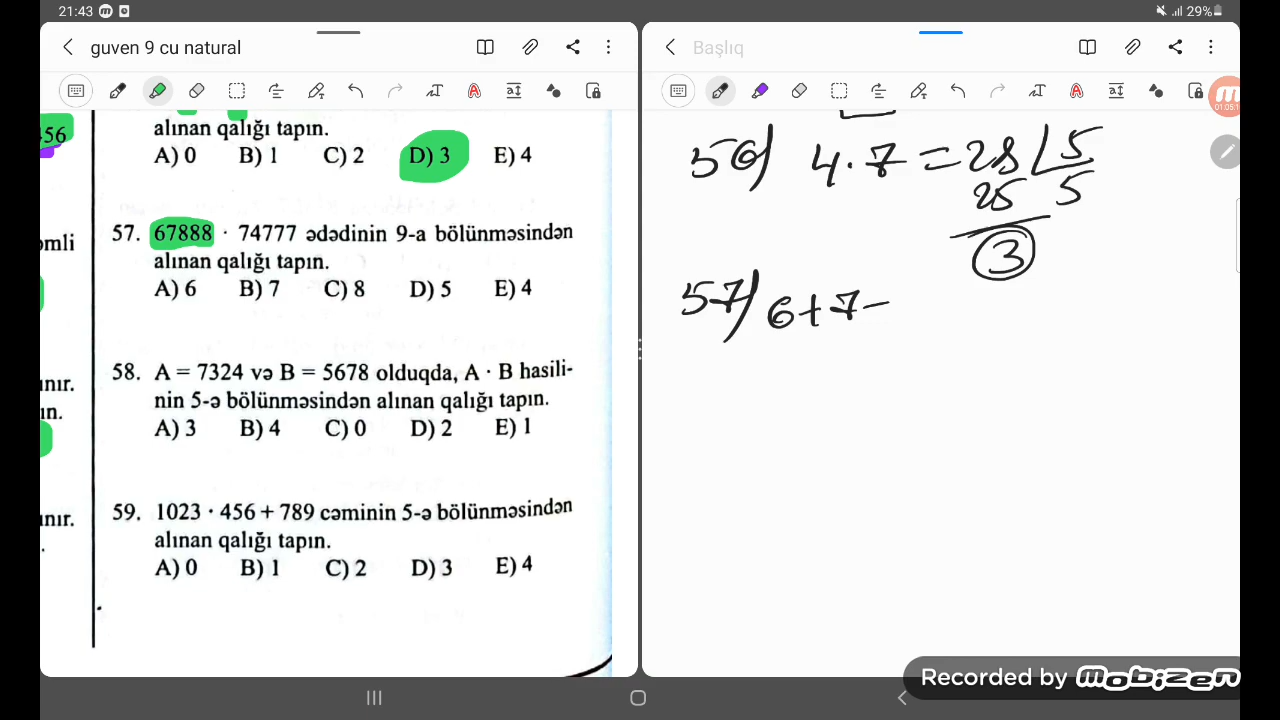 21:43
29%
guven 9 cu natural
56
alınan qalığı tapın.
A) 0 B) 1 C) 2 D) 3 E) 4
57. 67888 · 74777 ədədinin 9-a bölünməsindən
alınan qalığı tapın.
A) 6 B) 7 C) 8 D) 5 E) 4
58. A = 7324 və B = 5678 olduqda, A · B hasili-
nin 5-ə bölünməsindən alınan qalığı tapın.
A) 3 B) 4 C) 0 D) 2 E) 1
59. 1023 · 456 + 789 cəminin 5-ə bölünməsindən
alınan qalığı tapın.
A) 0 B) 1 C) 2 D) 3 E) 4
Başlıq
56) 4 · 7 = 28 5
25 5
3
57) 6+7-
Recorded by mobizen